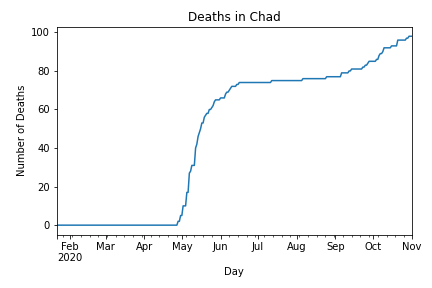 Deaths in Chad
100
80
60
40
20
0
Number of Deaths
Feb Mar Apr May Jun Jul Aug Sep Oct Nov
2020
Day